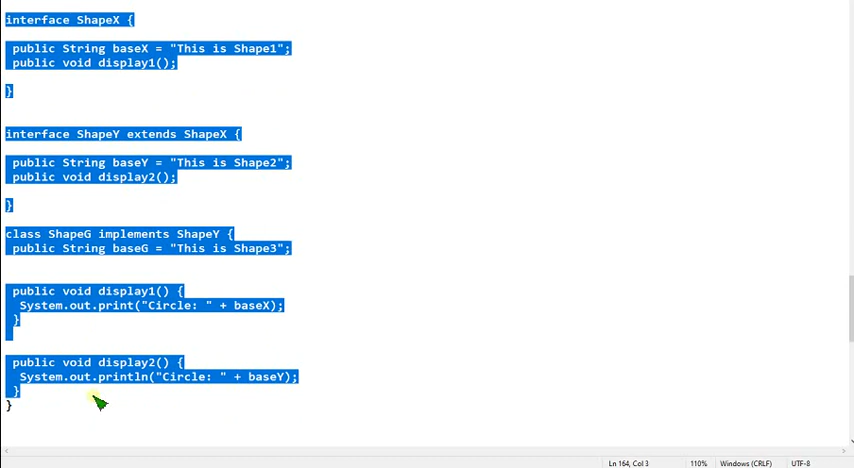 interface ShapeX {
public String baseX = "This is Shape1";
public void display1();
}
interface ShapeY extends ShapeX {
public String baseY = "This is Shape2";
public void display2();
}
class ShapeG implements ShapeY {
public String baseG = "This is Shape3";
public void display1() {
System.out.print("Circle: " + baseX);
}
public void display2() {
System.out.println("Circle: " + baseY);
}
}
Ln 164, Col 3 110% Windows (CRLF) UTF-8